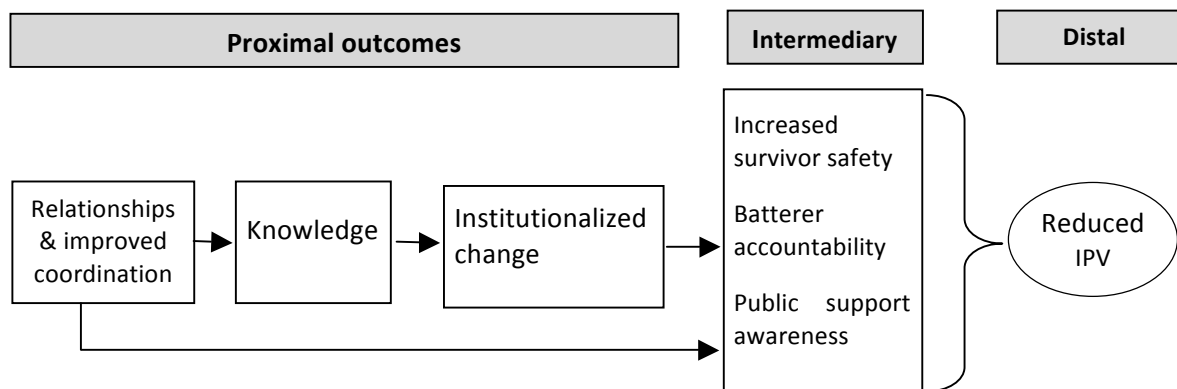 Proximal outcomes
Intermediary
Distal
Relationships
& improved
coordination
Knowledge
Institutionalized
change
Increased
survivor safety
Batterer
accountability
Public support
awareness
Reduced
IPV